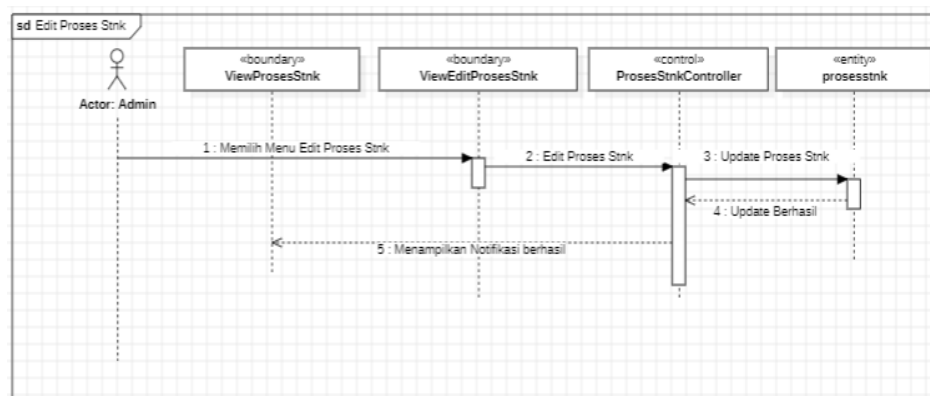 sd Edit Proses Stnk
«boundary»
ViewProsesStnk
«boundary»
ViewEditProsesStnk
«control»
ProsesStnkController
«entity»
prosesstnk
Actor: Admin
1 : Memilih Menu Edit Proses Stnk
2 : Edit Proses Stnk
3 : Update Proses Stnk
4 : Update Berhasil
5 : Menampilkan Notifikasi berhasil